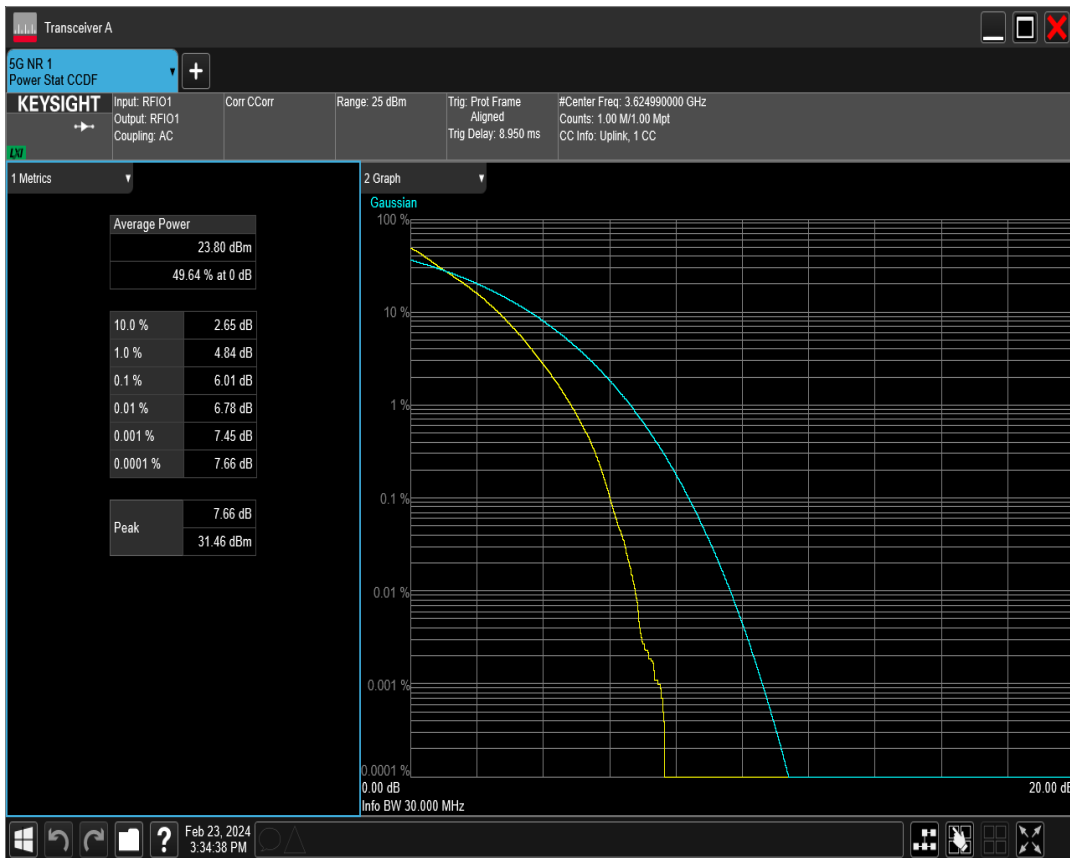 Transceiver A
5G NR 1
Power Stat CCDF
+
KEYSIGHT
LXI
Input: RFIO1
Output: RFIO1
Coupling: AC
Corr CCorr
Range: 25 dBm
Trig: Prot Frame
Aligned
Trig Delay: 8.950 ms
#Center Freq: 3.624990000 GHz
Counts: 1.00 M/1.00 Mpt
CC Info: Uplink, 1 CC
1 Metrics
Average Power
23.80 dBm
49.64 % at 0 dB
10.0 % 2.65 dB
1.0 % 4.84 dB
0.1 % 6.01 dB
0.01 % 6.78 dB
0.001 % 7.45 dB
0.0001 % 7.66 dB
Peak
7.66 dB
31.46 dBm
2 Graph
Gaussian
100 %
10 %
1 %
0.1 %
0.01 %
0.001 %
0.0001 %
0.00 dB 20.00 dB
Info BW 30.000 MHz
?
Feb 23, 2024
3:34:38 PM